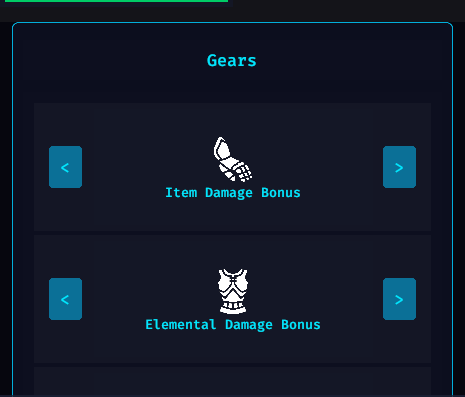 Gears
< >
Item Damage Bonus
< >
Elemental Damage Bonus